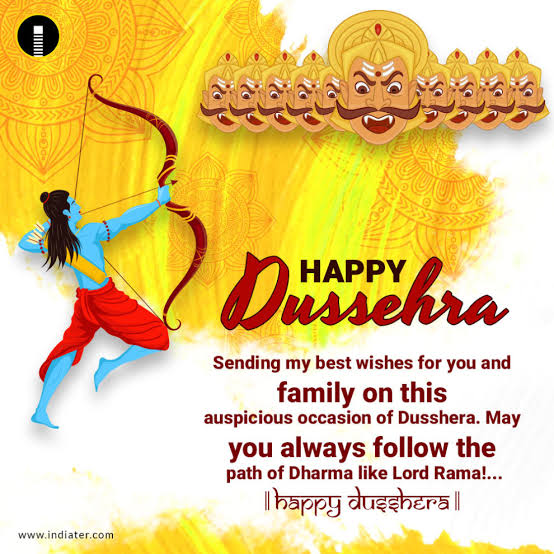 HAPPY
Dussehra
Sending my best wishes for you and
family on this
auspicious occasion of Dusshera. May
you always follow the
path of Dharma like Lord Rama!...
||happy dusshera||
www.indiater.com